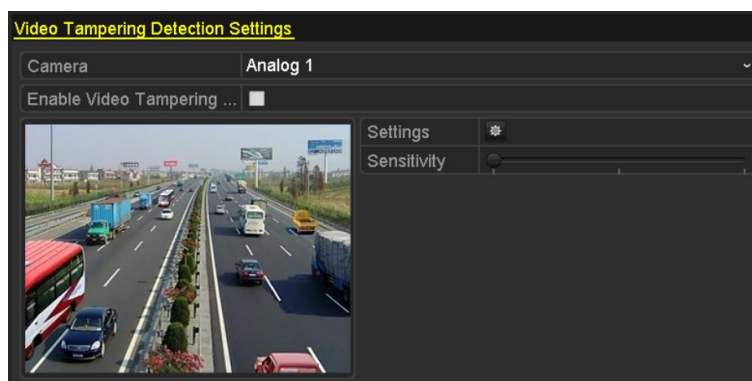 Video Tampering Detection Settings
Camera Analog 1
Enable Video Tampering ...
Settings
Sensitivity